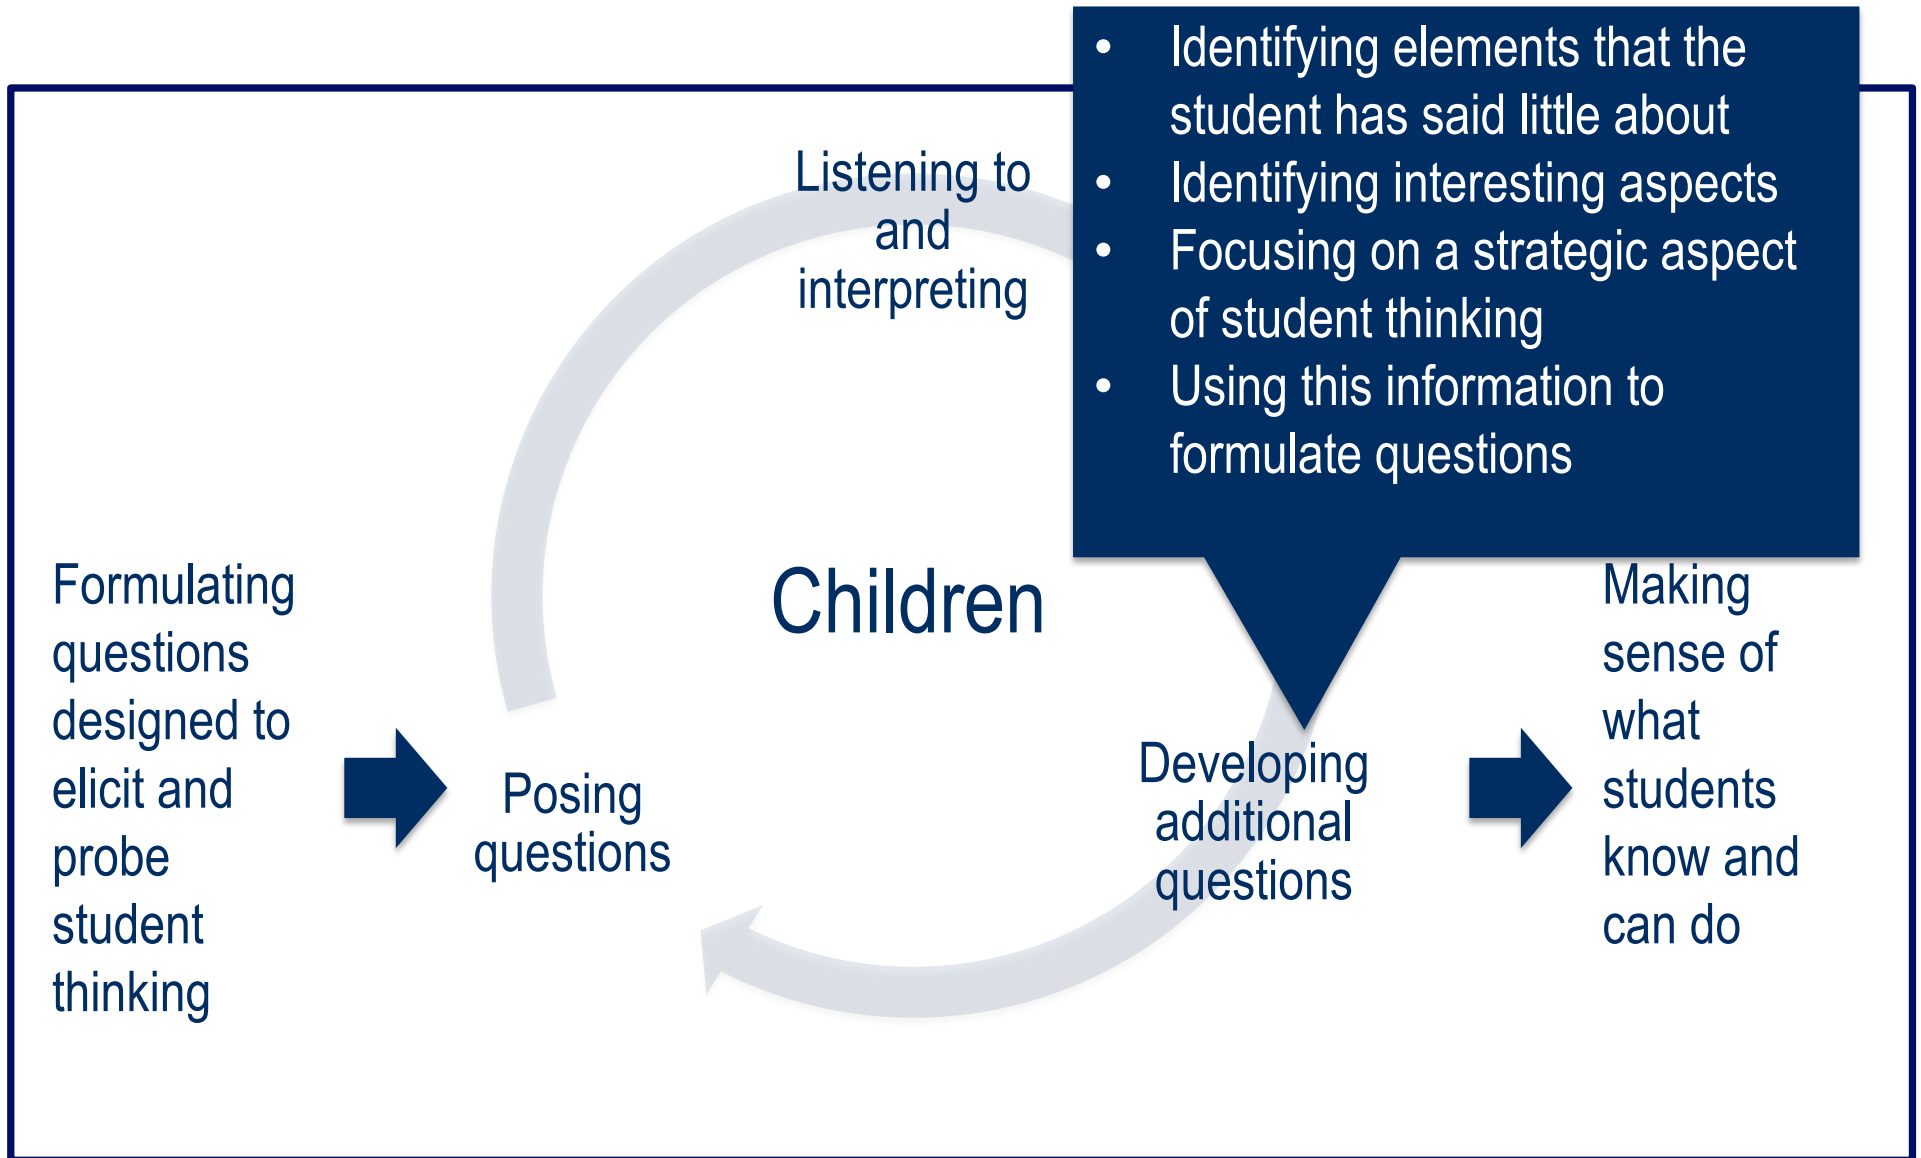 • Identifying elements that the
student has said little about
• Identifying interesting aspects
• Focusing on a strategic aspect
of student thinking
• Using this information to
formulate questions
Listening to
and
interpreting
Children
Formulating
questions
designed to
elicit and
probe
student
thinking
Posing
questions
Developing
additional
questions
Making
sense of
what
students
know and
can do